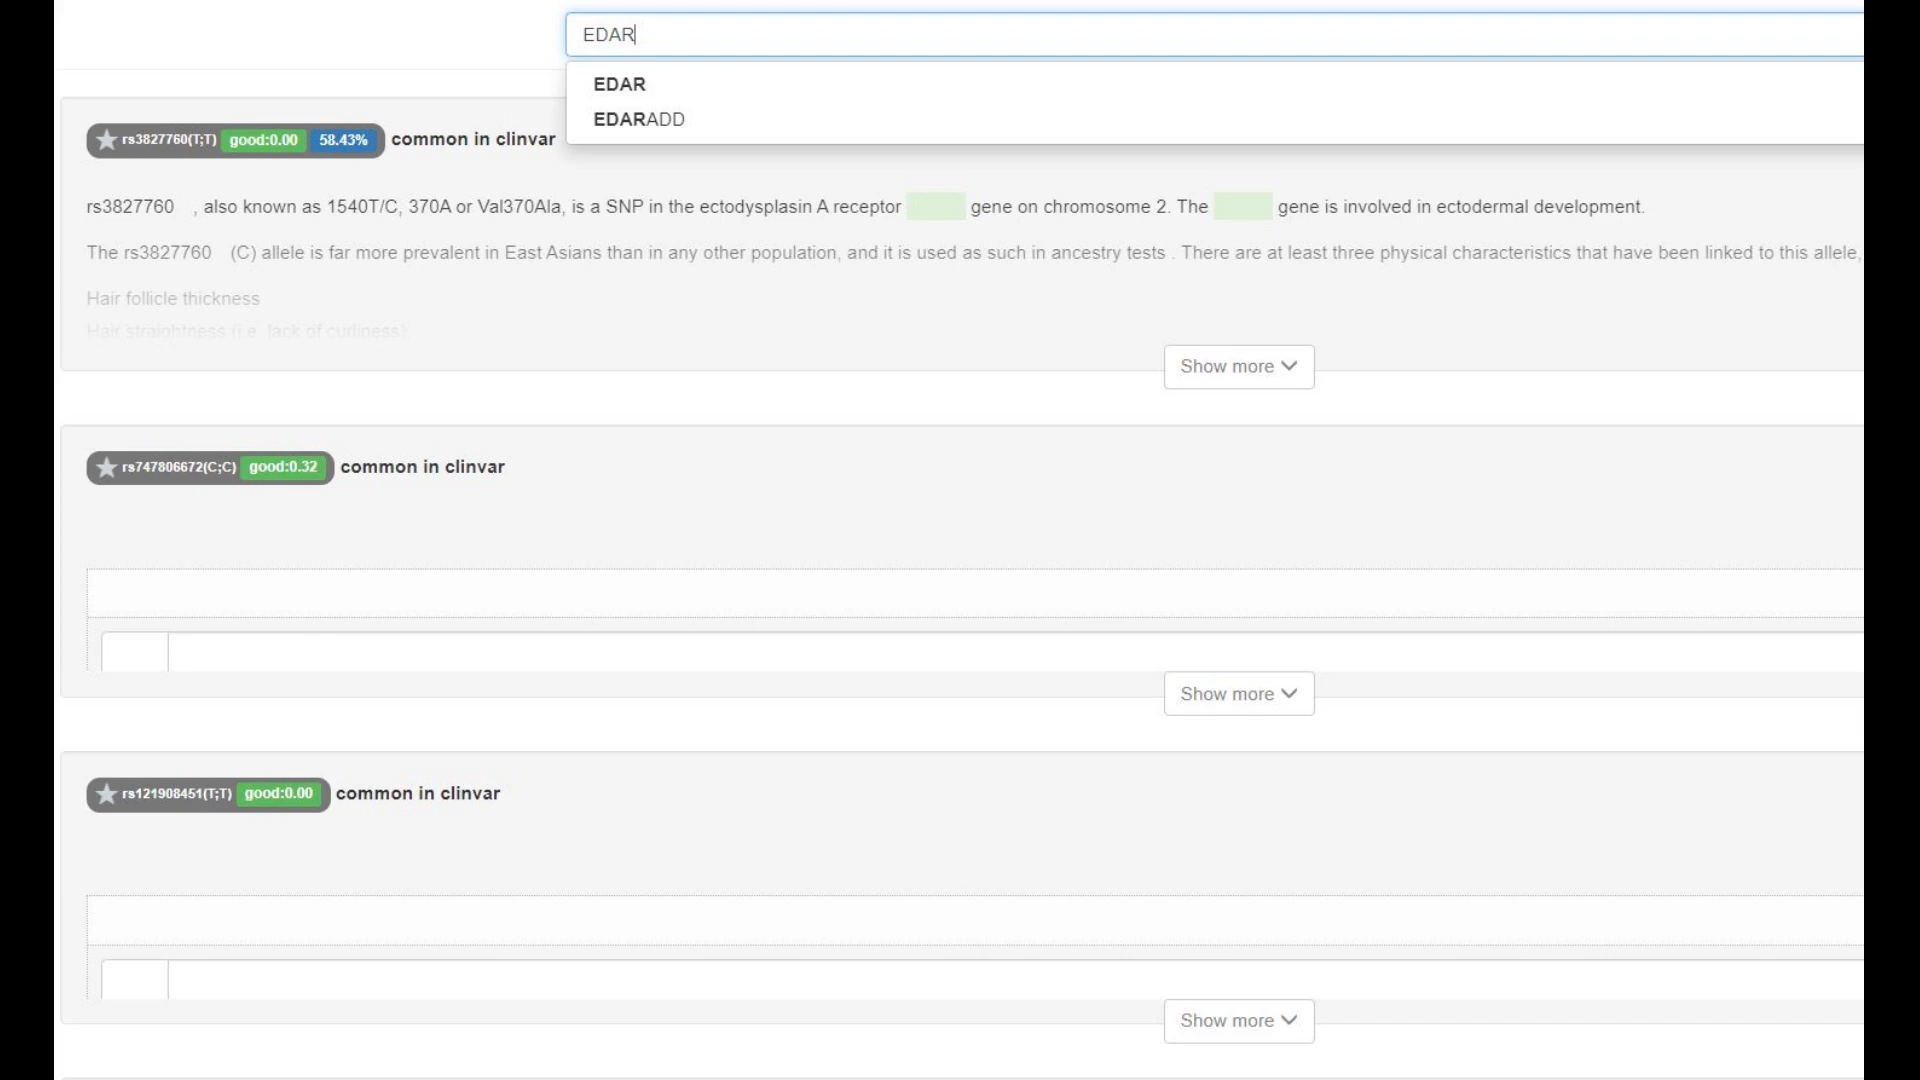 EDAR
EDAR
EDARADD
rs3827760(T;T) good:0.00 58.43% common in clinvar
rs3827760 , also known as 1540T/C, 370A or Val370Ala, is a SNP in the ectodysplasin A receptor gene on chromosome 2. The gene is involved in ectodermal development.
The rs3827760 (C) allele is far more prevalent in East Asians than in any other population, and it is used as such in ancestry tests . There are at least three physical characteristics that have been linked to this allele,
Hair follicle thickness
Hair straightness (i.e. lack of curliness)
Show more
rs747806672(C;C) good:0.32 common in clinvar
Show more
rs121908451(T;T) good:0.00 common in clinvar
Show more